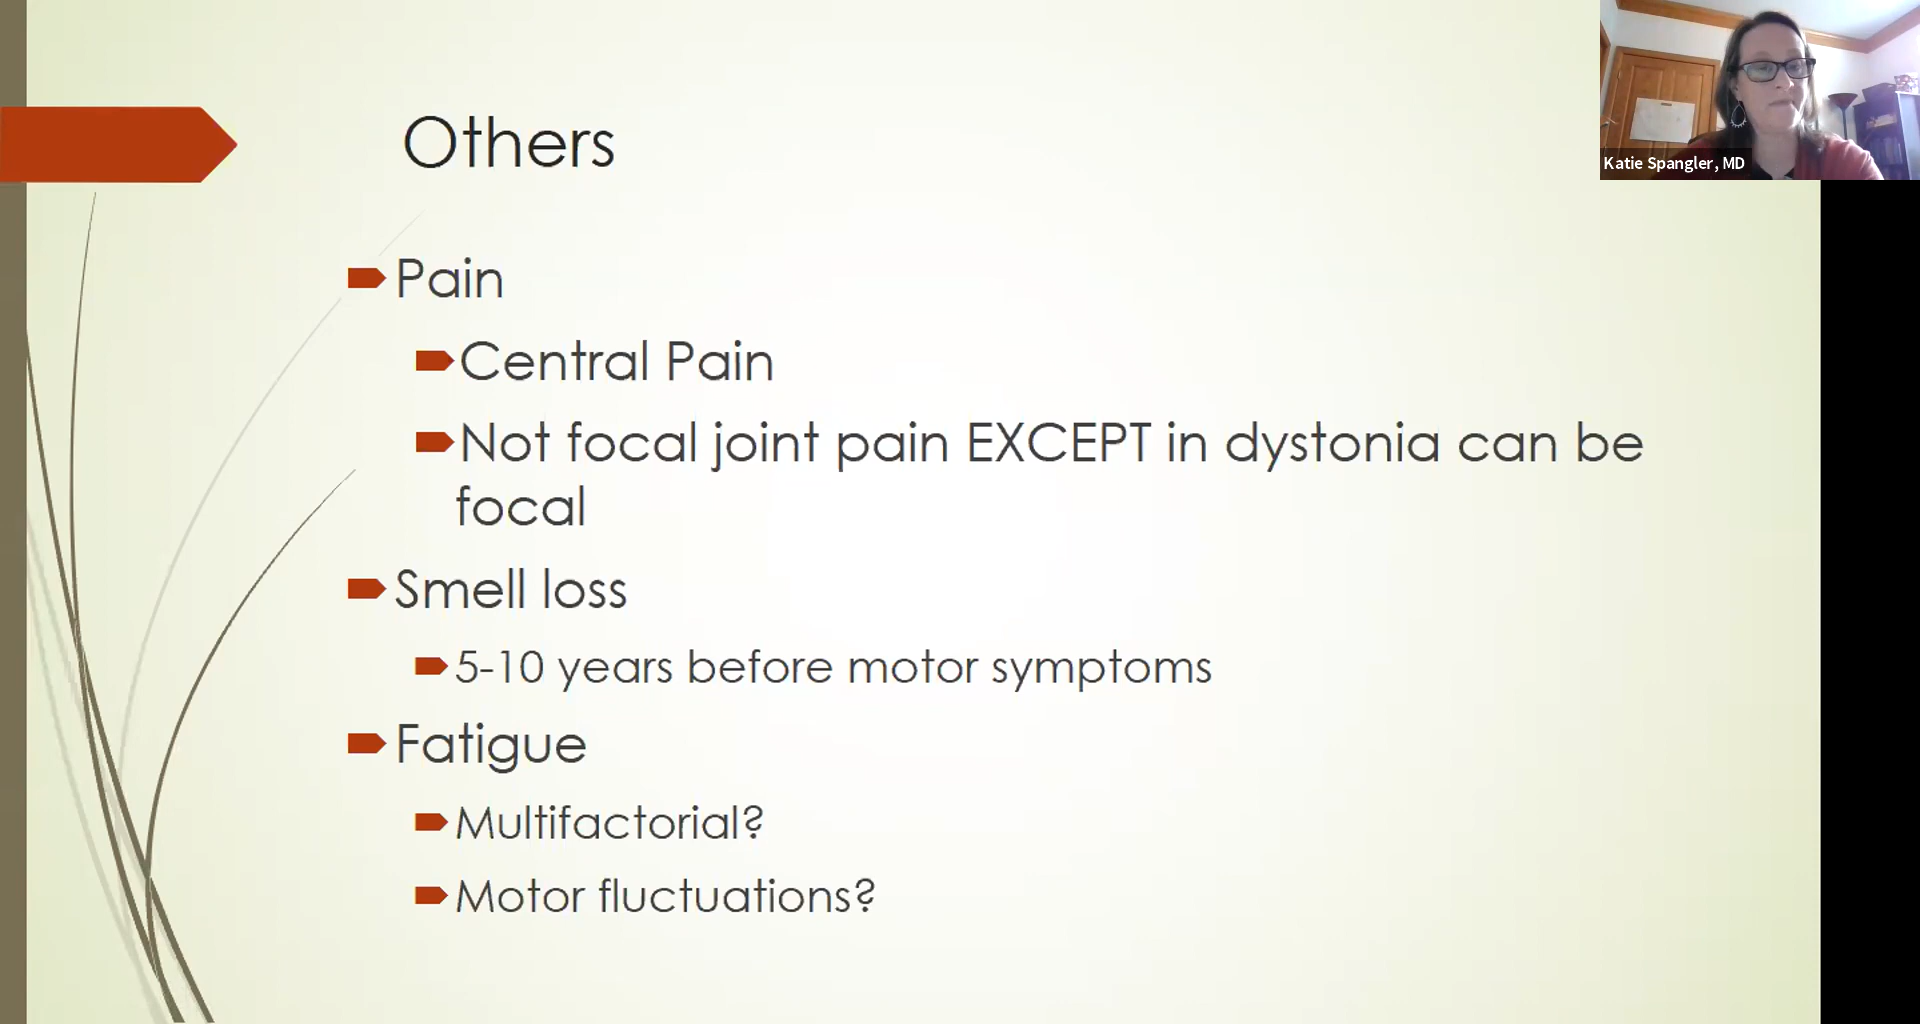 Others
Katie Spangler, MD
Pain
Central Pain
Not focal joint pain EXCEPT in dystonia can be
focal
Smell loss
5-10 years before motor symptoms
Fatigue
Multifactorial?
Motor fluctuations?